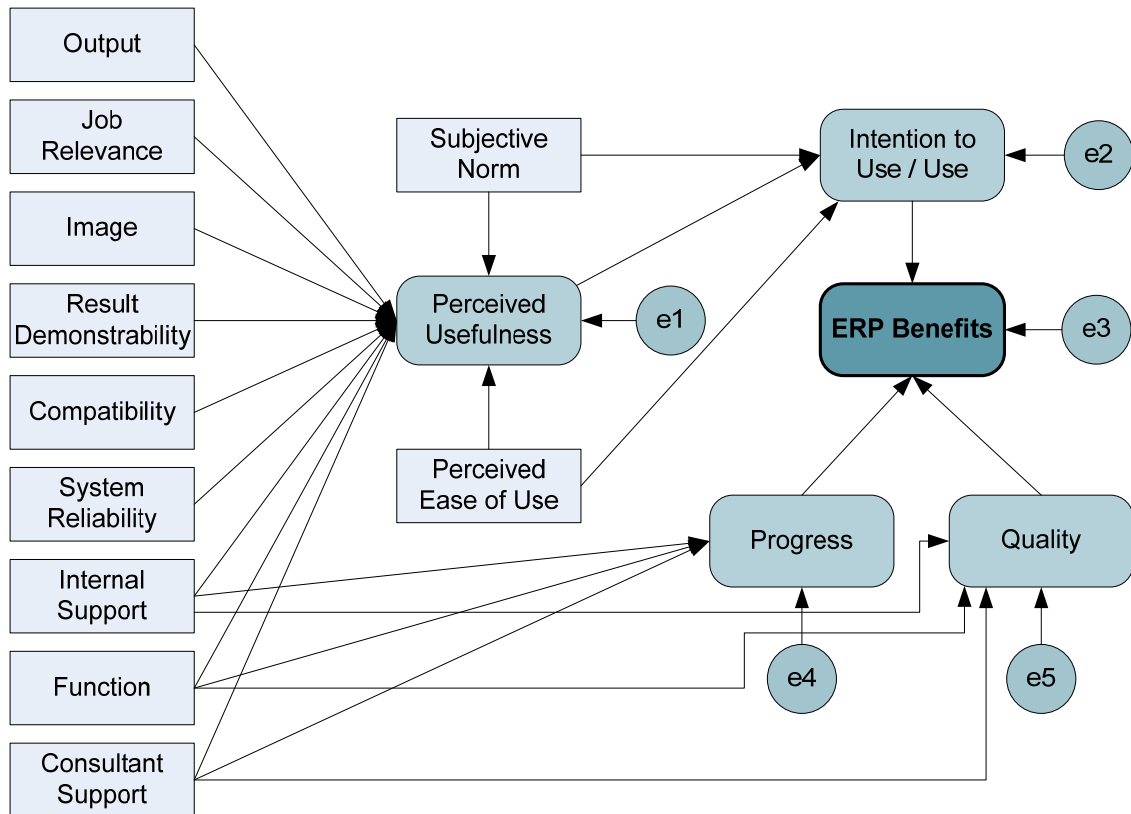 Output
Job
Relevance
Image
Result
Demonstrability
Compatibility
System
Reliability
Internal
Support
Function
Consultant
Support
Subjective
Norm
Perceived
Usefulness
e1
Perceived
Ease of Use
Intention to
Use / Use
e2
ERP Benefits
e3
Progress
Quality
e4
e5